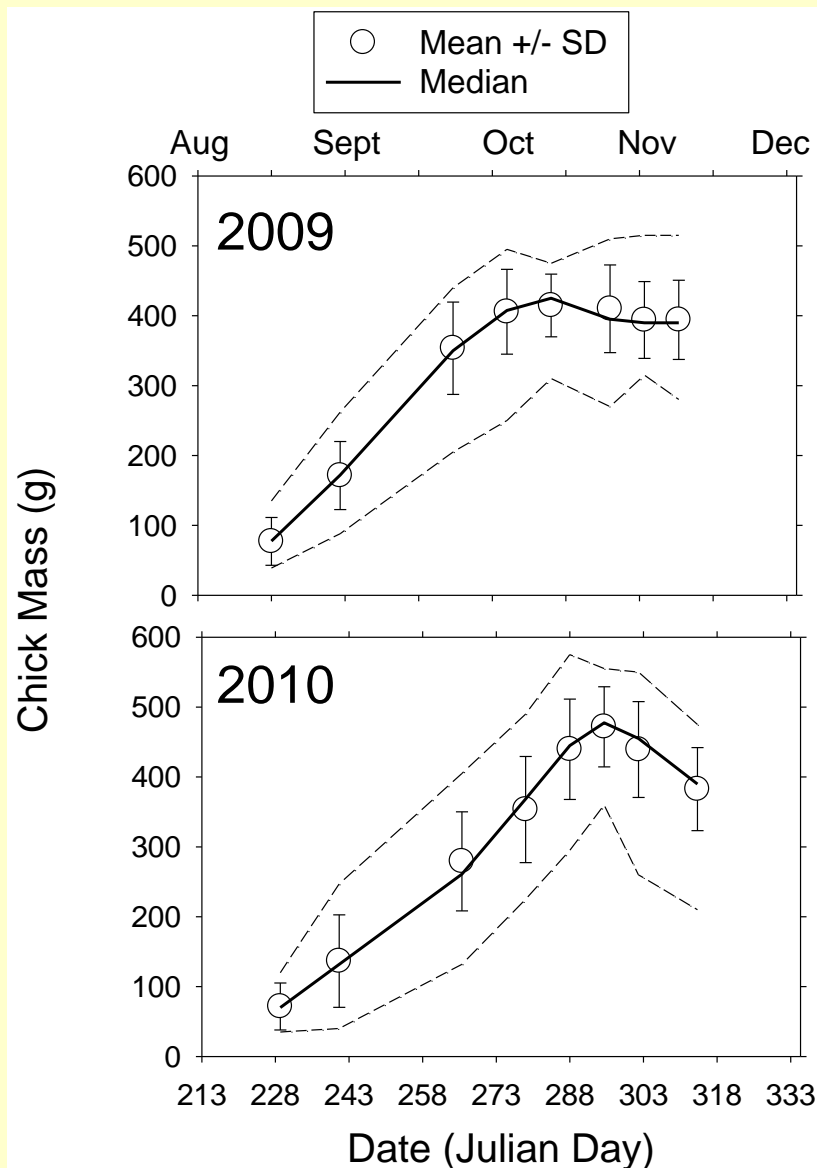 Mean +/- SD
Median
Aug Sept Oct Nov Dec
600
2009
500
400
300
200
100
0
Chick Mass (g)
600
2010
500
400
300
200
100
0
213 228 243 258 273 288 303 318 333
Date (Julian Day)